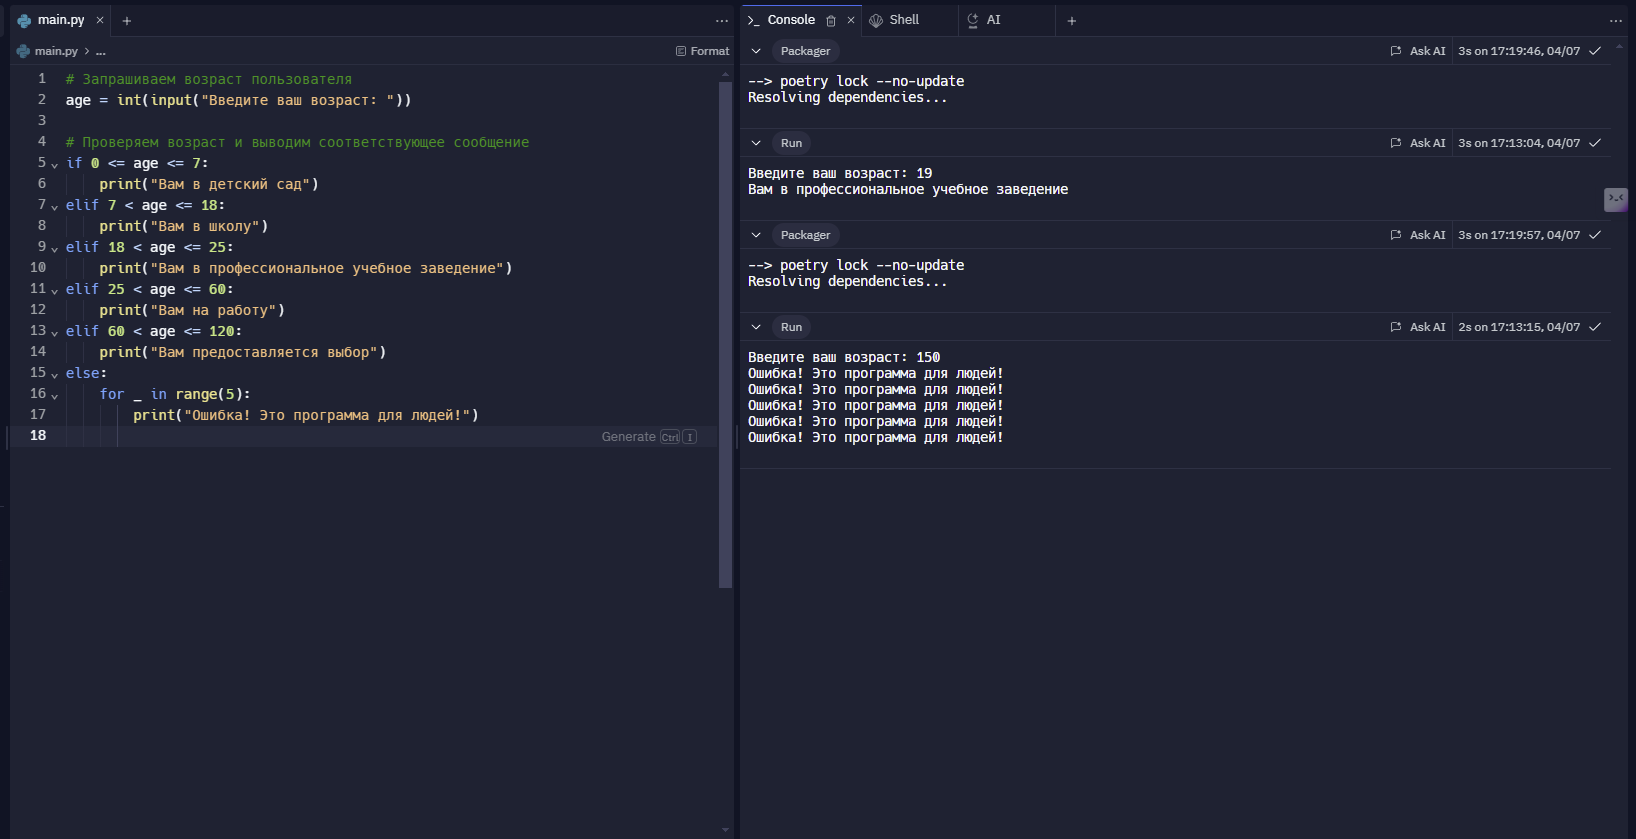 main.py × +
main.py > ...
Format
1 # Запрашиваем возраст пользователя
2 age = int(input("Введите ваш возраст: "))
3
4 # Проверяем возраст и выводим соответствующее сообщение
5 if 0 <= age <= 7:
6 print("Вам в детский сад")
7 elif 7 < age <= 18:
8 print("Вам в школу")
9 elif 18 < age <= 25:
10 print("Вам в профессиональное учебное заведение")
11 elif 25 < age <= 60:
12 print("Вам на работу")
13 elif 60 < age <= 120:
14 print("Вам предоставляется выбор")
15 else:
16 for _ in range(5):
17 print("Ошибка! Это программа для людей!")
18
Generate Ctrl I
Console × Shell AI +
Packager Ask AI 3s on 17:19:46, 04/07
--> poetry lock --no-update
Resolving dependencies...
Run Ask AI 3s on 17:13:04, 04/07
Введите ваш возраст: 19
Вам в профессиональное учебное заведение
Packager Ask AI 3s on 17:19:57, 04/07
--> poetry lock --no-update
Resolving dependencies...
Run Ask AI 2s on 17:13:15, 04/07
Введите ваш возраст: 150
Ошибка! Это программа для людей!
Ошибка! Это программа для людей!
Ошибка! Это программа для людей!
Ошибка! Это программа для людей!
Ошибка! Это программа для людей!